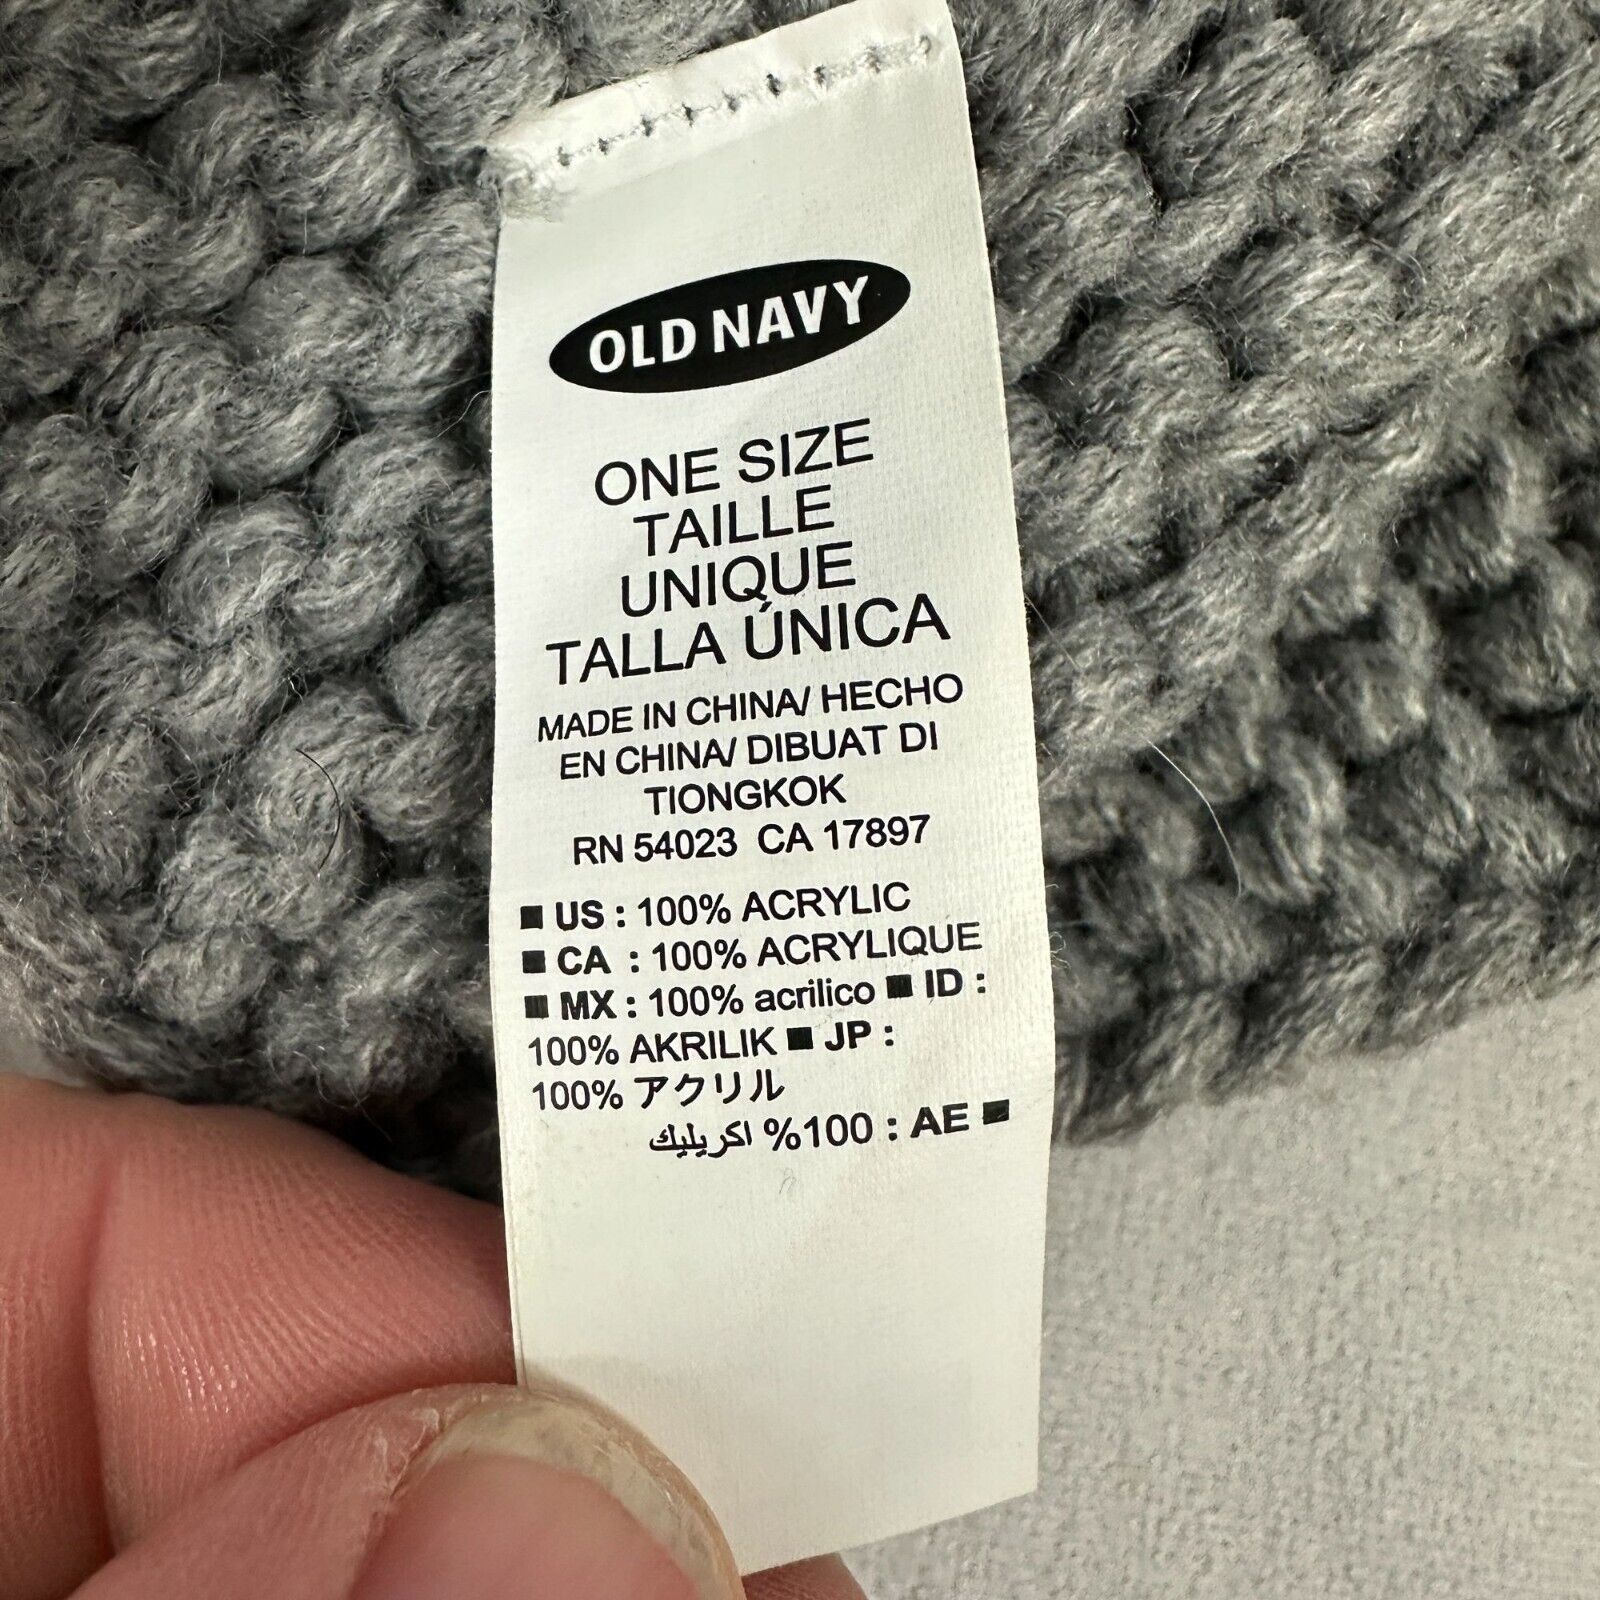 OLD NAVY
ONE SIZE
TAILLE
UNIQUE
TALLA ÚNICA
MADE IN CHINA/ HECHO
EN CHINA/ DIBUAT DI
TIONGKOK
RN 54023 CA 17897
■ US : 100% ACRYLIC
■ CA : 100% ACRYLIQUE
■ MX : 100% acrilico ■ ID :
100% AKRILIK ■ JP :
100% アクリル
■ AE : 100% اكريليك